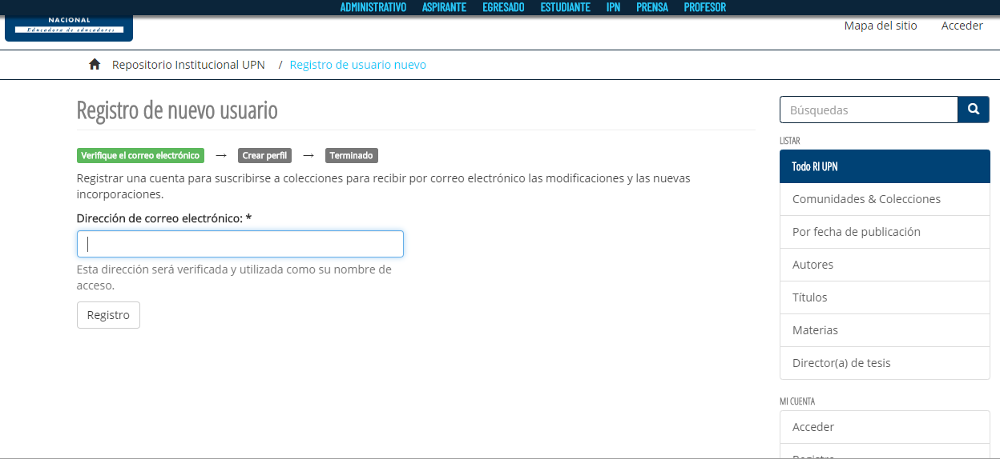 ADMINISTRATIVO ASPIRANTE EGRESADO ESTUDIANTE IPN PRENSA PROFESOR
NACIONAL
Educadora de educadores
Mapa del sitio Acceder
Repositorio Institucional UPN / Registro de usuario nuevo
Registro de nuevo usuario
Verifique el correo electrónico → Crear perfil → Terminado
Registrar una cuenta para suscribirse a colecciones para recibir por correo electrónico las modificaciones y las nuevas
incorporaciones.
Dirección de correo electrónico: *
Esta dirección será verificada y utilizada como su nombre de
acceso.
Registro
Búsquedas
LISTAR
Todo RI UPN
Comunidades & Colecciones
Por fecha de publicación
Autores
Títulos
Materias
Director(a) de tesis
MI CUENTA
Acceder
Registro